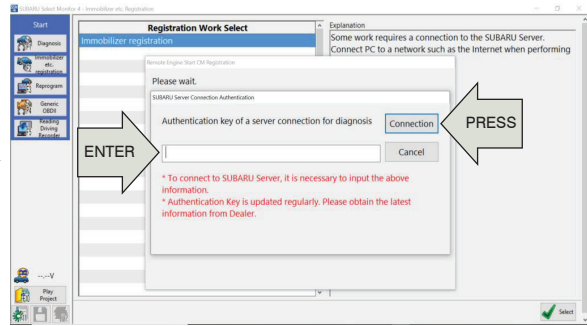 SUBARU Select Monitor 4 - Immobilizer etc. Registration
Start
Diagnosis
Immobilizer
etc.
registration
Reprogram
Generic
OBDII
Reading
Driving
Recorder
--.--V
Play
Project
Registration Work Select
Immobilizer registration
Explanation
Some work requires a connection to the SUBARU Server.
Connect PC to a network such as the Internet when performing
Remote Engine Start CM Registration
Please wait.
SUBARU Server Connection Authentication
Authentication key of a server connection for diagnosis
Connection
Cancel
* To connect to SUBARU Server, it is necessary to input the above
information.
* Authentication Key is updated regularly. Please obtain the latest
information from Dealer.
ENTER
PRESS
Select